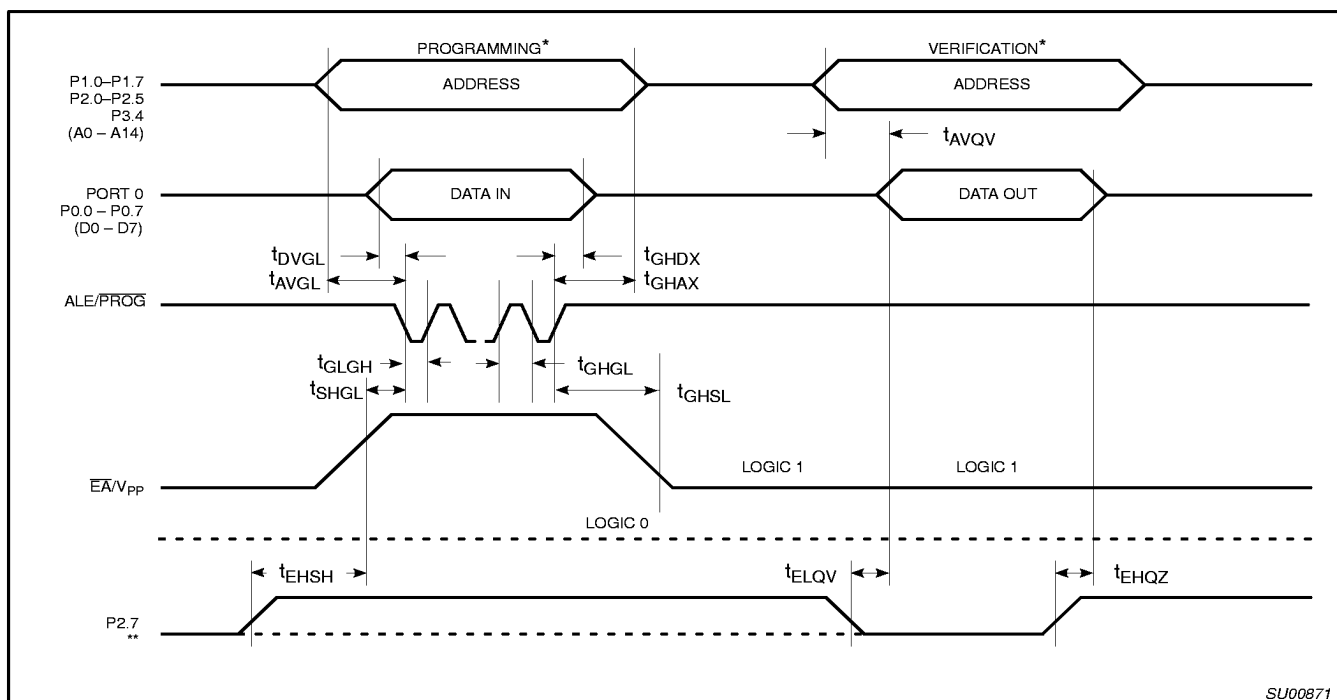 PROGRAMMING*
VERIFICATION*
P1.0–P1.7
P2.0–P2.5
P3.4
(A0 – A14)
ADDRESS
ADDRESS
tAVQV
PORT 0
P0.0 – P0.7
(D0 – D7)
DATA IN
DATA OUT
tDVGL
tGHDX
tAVGL
tGHAX
ALE/PROG
tGLGH
tGHGL
tSHGL
tGHSL
EA/VPP
LOGIC 1
LOGIC 1
LOGIC 0
tEHSH
tELQV
tEHQZ
P2.7
**
SU00871